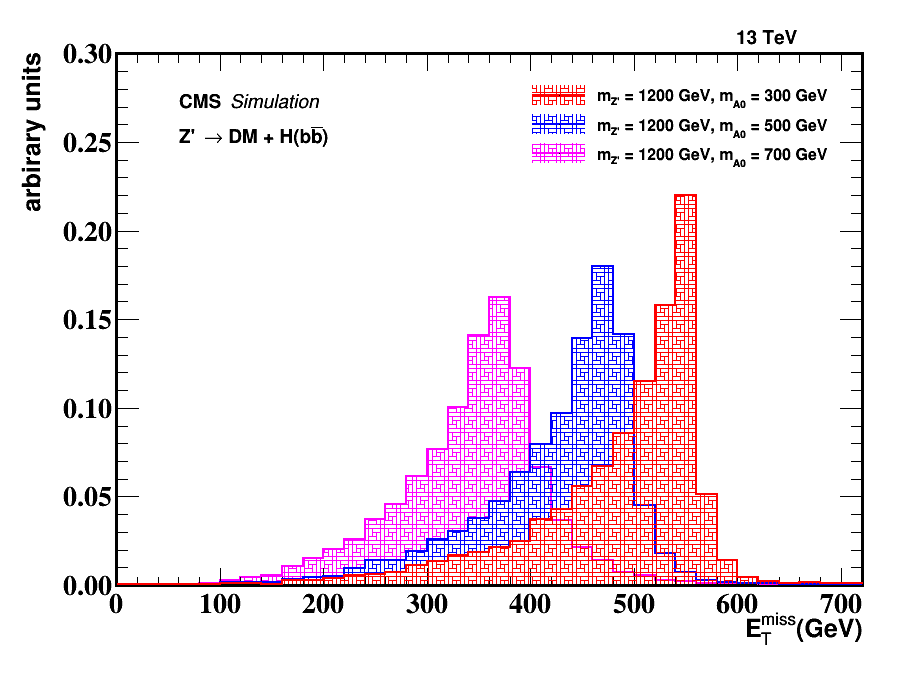 13 TeV
arbirary units
0.30
0.25
0.20
0.15
0.10
0.05
0.00
CMS Simulation
Z' → DM + H(bb̅)
m_Z' = 1200 GeV, m_A0 = 300 GeV
m_Z' = 1200 GeV, m_A0 = 500 GeV
m_Z' = 1200 GeV, m_A0 = 700 GeV
0 100 200 300 400 500 600 700
E_T^miss(GeV)